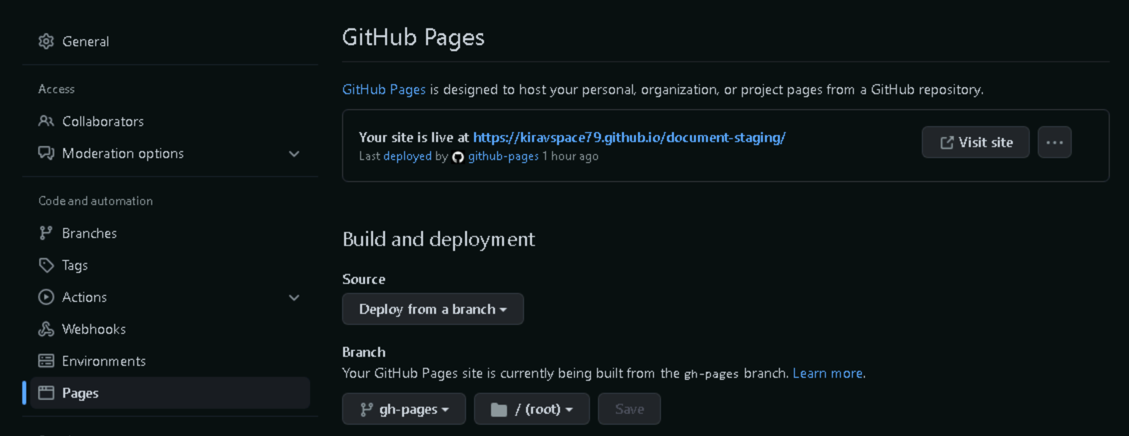 General
Access
Collaborators
Moderation options
Code and automation
Branches
Tags
Actions
Webhooks
Environments
Pages
GitHub Pages
GitHub Pages is designed to host your personal, organization, or project pages from a GitHub repository.
Your site is live at https://kiravspace79.github.io/document-staging/
Last deployed by github-pages 1 hour ago
Visit site
Build and deployment
Source
Deploy from a branch
Branch
Your GitHub Pages site is currently being built from the gh-pages branch. Learn more.
gh-pages
/ (root)
Save